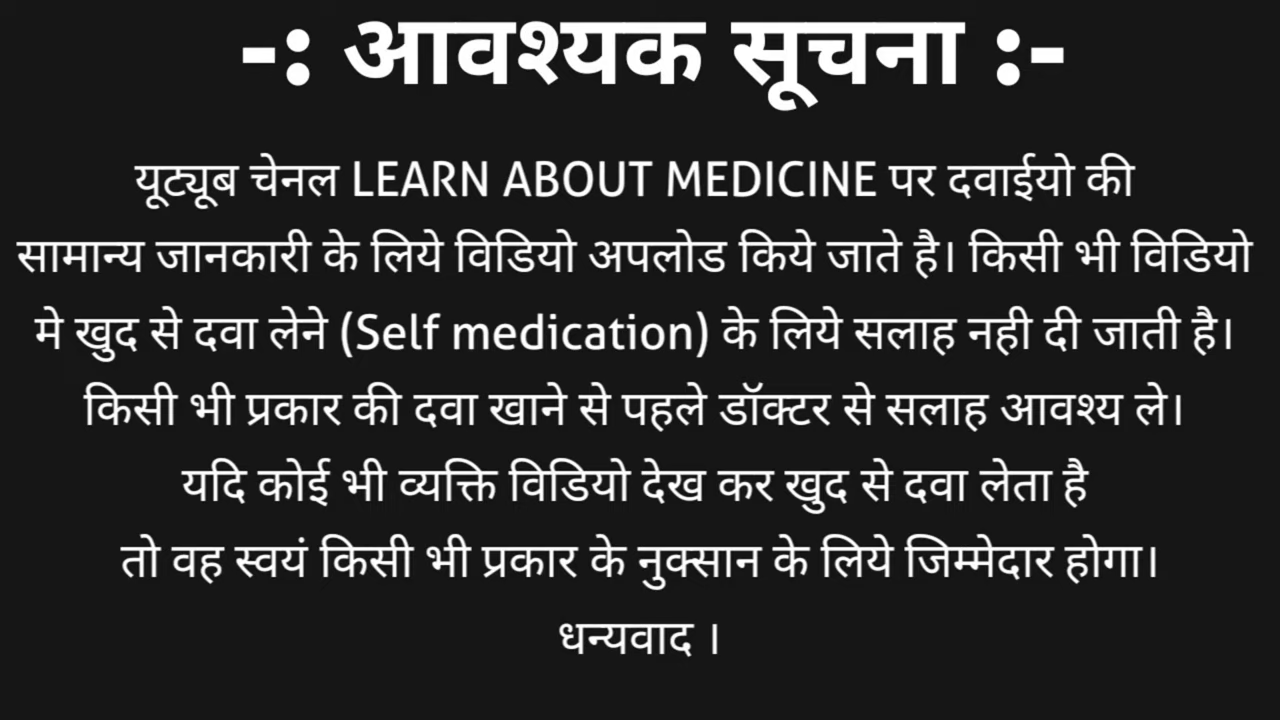 -: आवश्यक सूचना :-
यूट्यूब चेनल LEARN ABOUT MEDICINE पर दवाईयो की
सामान्य जानकारी के लिये विडियो अपलोड किये जाते है। किसी भी विडियो
मे खुद से दवा लेने (Self medication) के लिये सलाह नही दी जाती है।
किसी भी प्रकार की दवा खाने से पहले डॉक्टर से सलाह आवश्य ले।
यदि कोई भी व्यक्ति विडियो देख कर खुद से दवा लेता है
तो वह स्वयं किसी भी प्रकार के नुक्सान के लिये जिम्मेदार होगा।
धन्यवाद ।